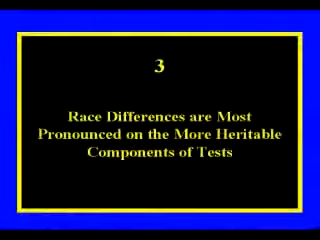 3
Race Differences are Most
Pronounced on the More Heritable
Components of Tests